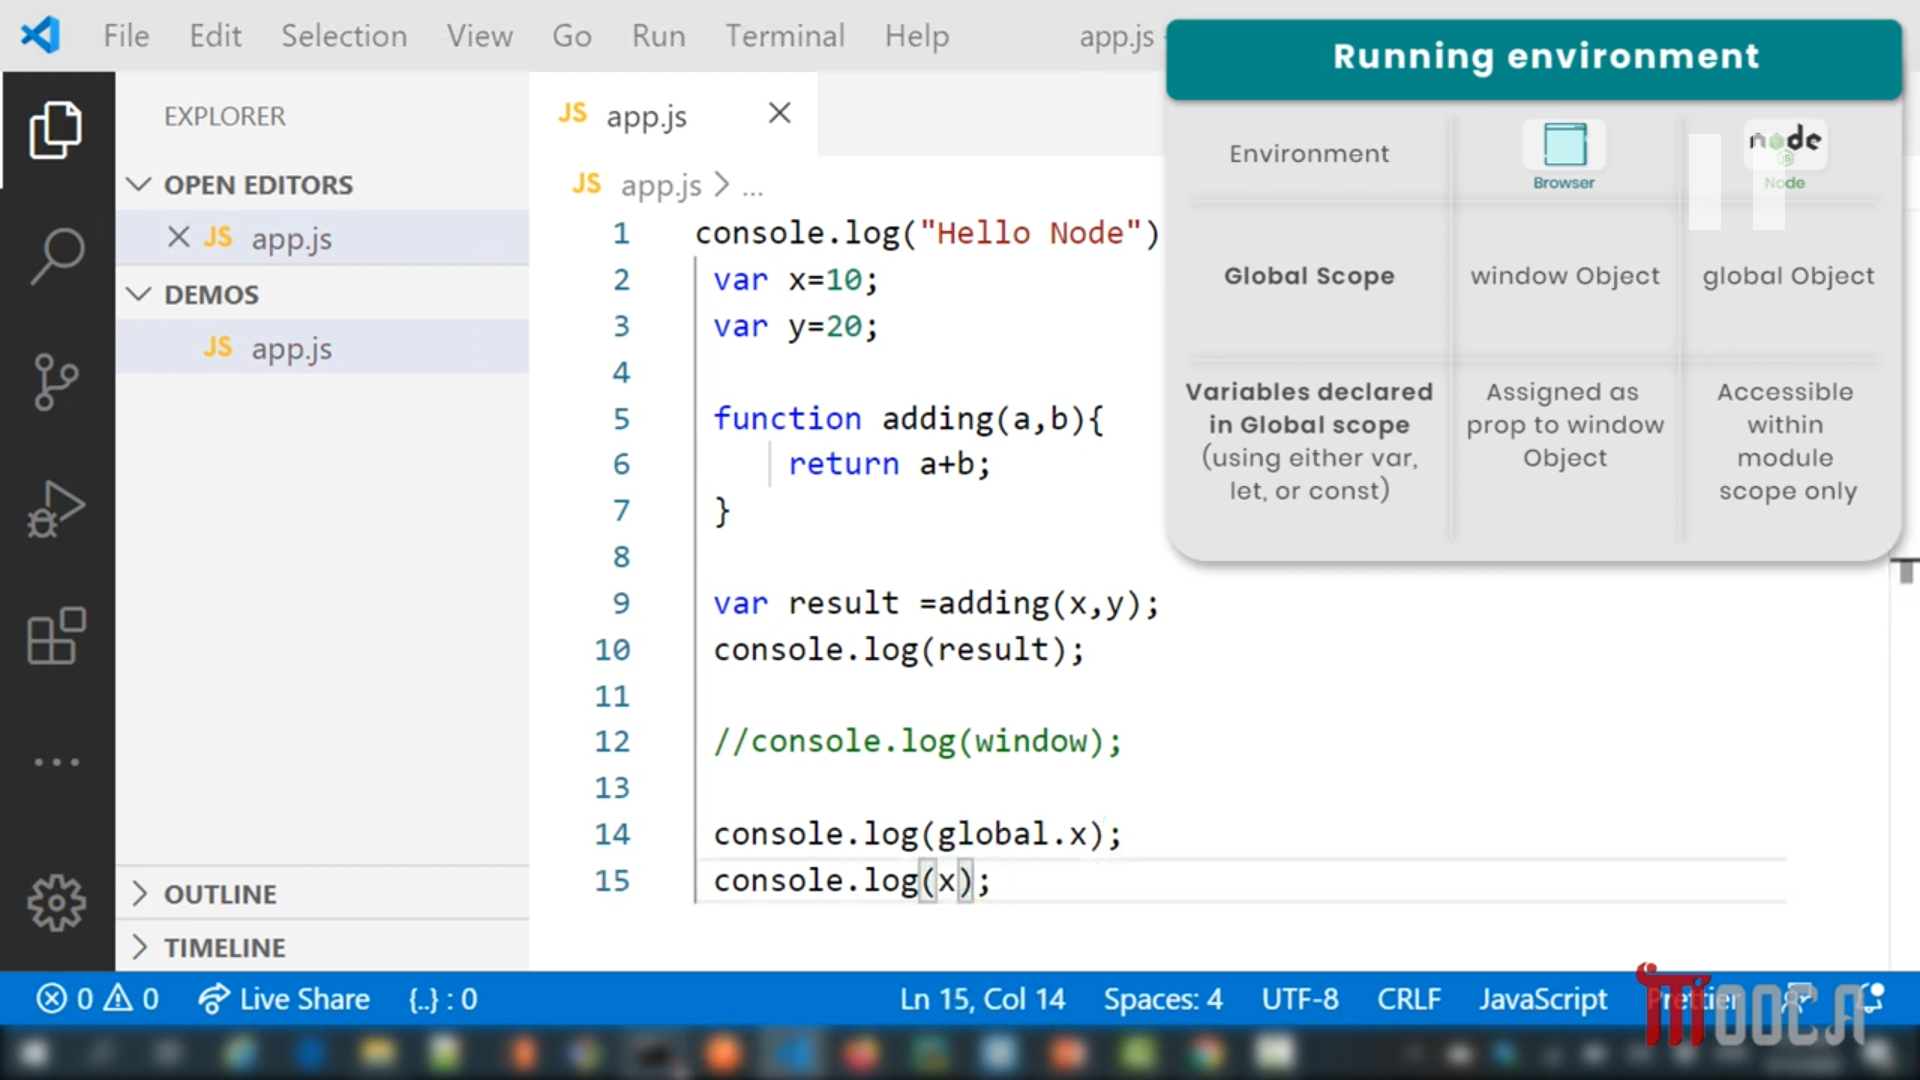 File Edit Selection View Go Run Terminal Help app.js
EXPLORER
OPEN EDITORS
JS app.js
DEMOS
JS app.js
OUTLINE
TIMELINE
JS app.js
JS app.js > ...
1 console.log("Hello Node")
2 var x=10;
3 var y=20;
4
5 function adding(a,b){
6 return a+b;
7 }
8
9 var result =adding(x,y);
10 console.log(result);
11
12 //console.log(window);
13
14 console.log(global.x);
15 console.log(x);
Running environment
Environment
Browser
node
JS
Node
Global Scope
window Object
global Object
Variables declared
in Global scope
(using either var,
let, or const)
Assigned as
prop to window
Object
Accessible
within
module
scope only
0 0 Live Share {..} : 0 Ln 15, Col 14 Spaces: 4 UTF-8 CRLF JavaScript Prettier
MOOCA